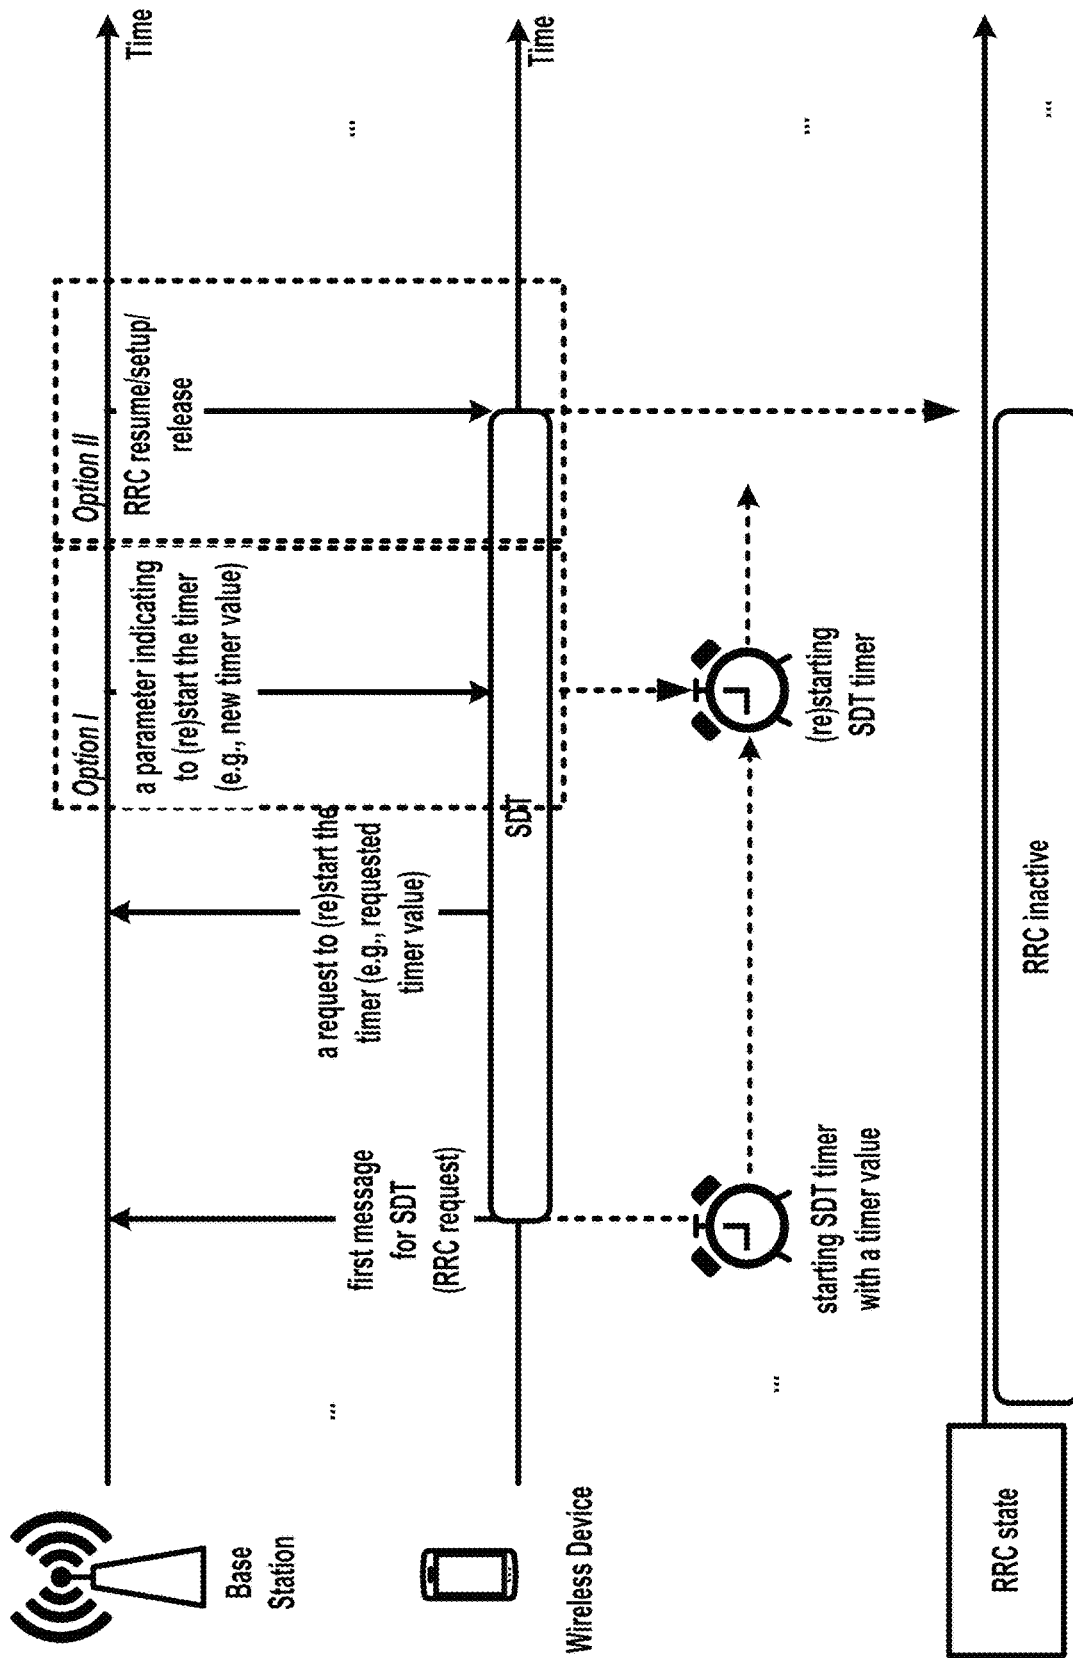 Base
Station
Time
first message
for SDT
(RRC request)
a request to (re)start the
timer (e.g., requested
timer value)
Option I
a parameter indicating
to (re)start the timer
(e.g., new timer value)
Option II
RRC resume/setup/
release
...
...
Wireless Device
SDT
Time
...
starting SDT timer
with a timer value
(re)starting
SDT timer
...
RRC state
RRC inactive
...